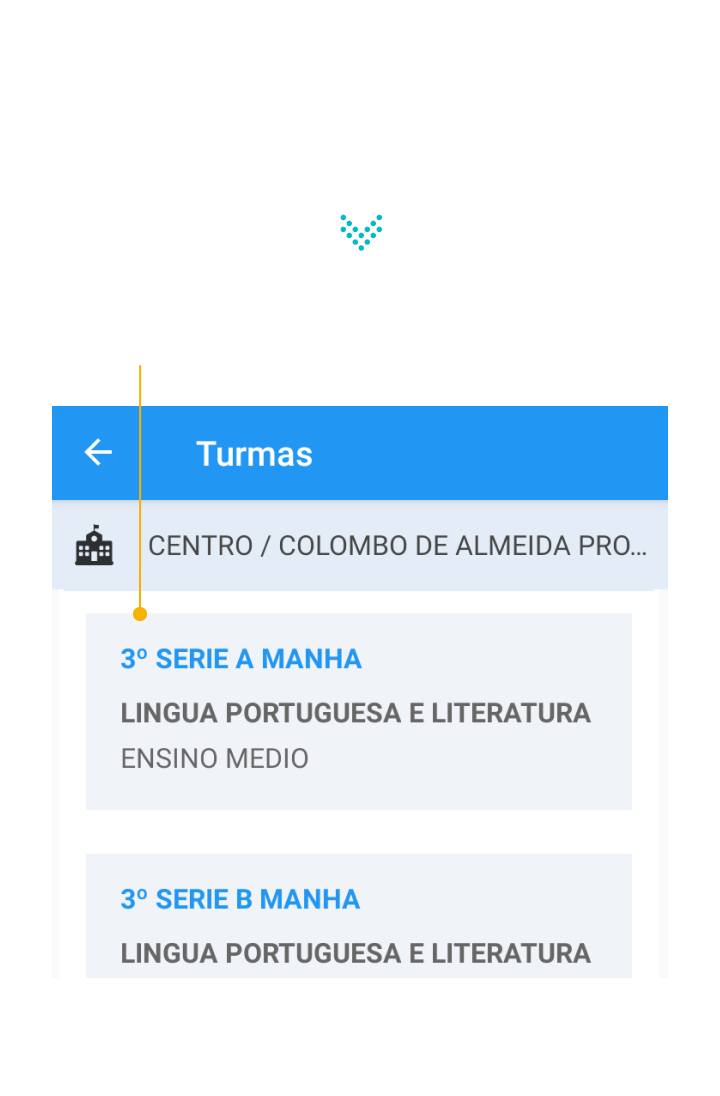 Turmas
CENTRO / COLOMBO DE ALMEIDA PRO...
3º SERIE A MANHA
LINGUA PORTUGUESA E LITERATURA
ENSINO MEDIO
3º SERIE B MANHA
LINGUA PORTUGUESA E LITERATURA